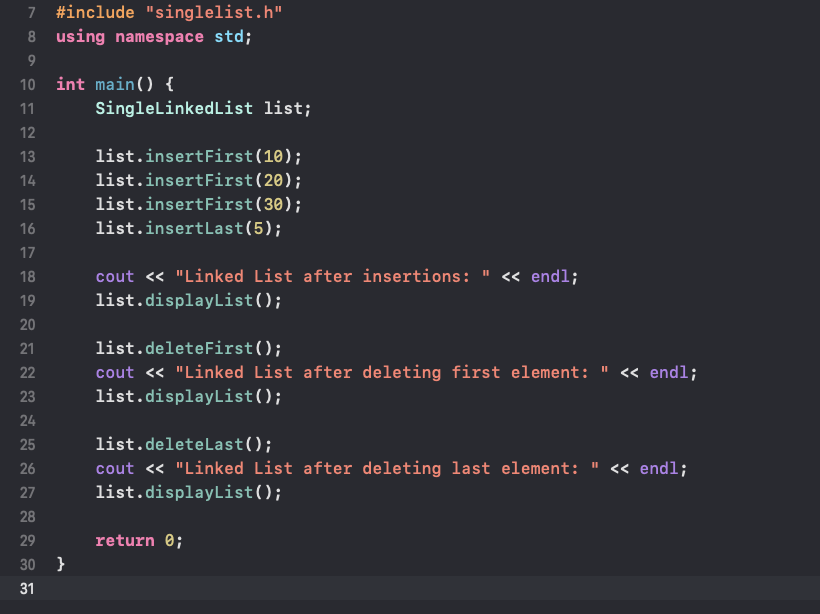 7 #include "singlelist.h"
8 using namespace std;
9
10 int main() {
11     SingleLinkedList list;
12
13     list.insertFirst(10);
14     list.insertFirst(20);
15     list.insertFirst(30);
16     list.insertLast(5);
17
18     cout << "Linked List after insertions: " << endl;
19     list.displayList();
20
21     list.deleteFirst();
22     cout << "Linked List after deleting first element: " << endl;
23     list.displayList();
24
25     list.deleteLast();
26     cout << "Linked List after deleting last element: " << endl;
27     list.displayList();
28
29     return 0;
30 }
31